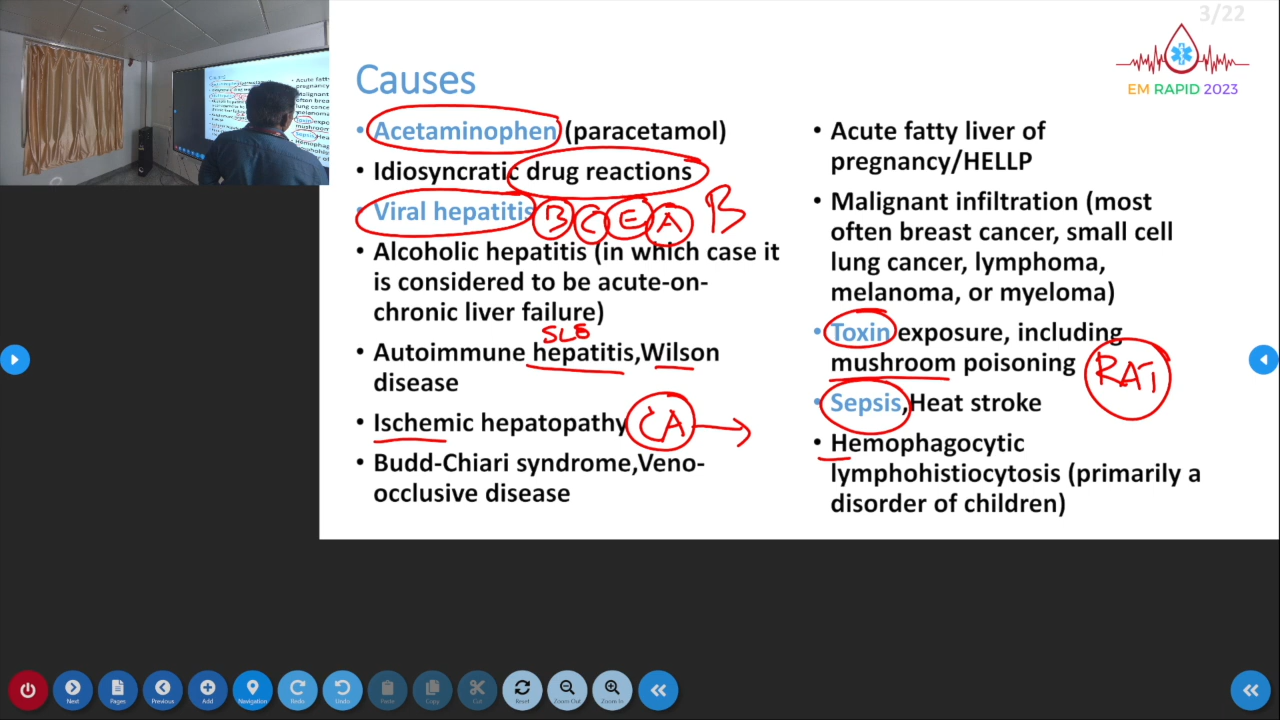 3/22
EM RAPID 2023
Causes
• Acetaminophen (paracetamol)
• Idiosyncratic drug reactions
• Viral hepatitis B C E A B
• Alcoholic hepatitis (in which case it
is considered to be acute-on-
chronic liver failure)
SLE
• Autoimmune hepatitis,Wilson
disease
• Ischemic hepatopathy CA
• Budd-Chiari syndrome,Veno-
occlusive disease
• Acute fatty liver of
pregnancy/HELLP
• Malignant infiltration (most
often breast cancer, small cell
lung cancer, lymphoma,
melanoma, or myeloma)
• Toxin exposure, including
mushroom poisoning
RAT
• Sepsis,Heat stroke
• Hemophagocytic
lymphohistiocytosis (primarily a
disorder of children)
Next
Pages
Previous
Add
Navigation
Redo
Undo
Paste
Copy
Cut
Reset
Zoom Out
Zoom In